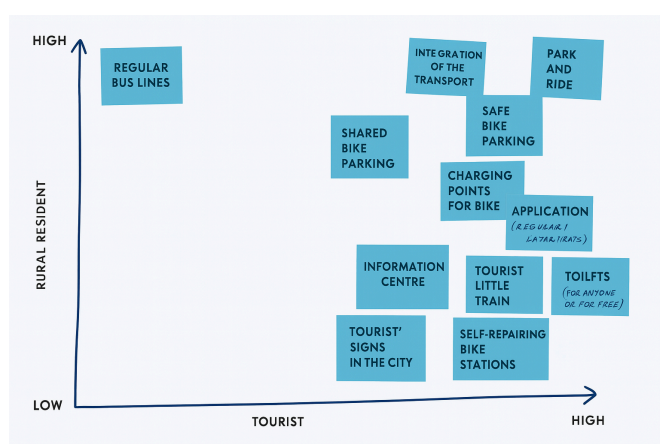 HIGH
REGULAR
BUS LINES
INTEGRATION
OF THE
TRANSPORT
PARK
AND
RIDE
SAFE
BIKE
PARKING
SHARED
BIKE
PARKING
CHARGING
POINTS
FOR BIKE
APPLICATION
(REGULAR I
RURAL RESIDENT
INFORMATION
CENTRE
TOURIST
LITTLE
TRAIN
TOILFTS
(FOR ANYONE
OR FOR FREE)
TOURIST'
SIGNS
IN THE CITY
SELF-REPAIRING
BIKE
STATIONS
LOW
TOURIST
HIGH